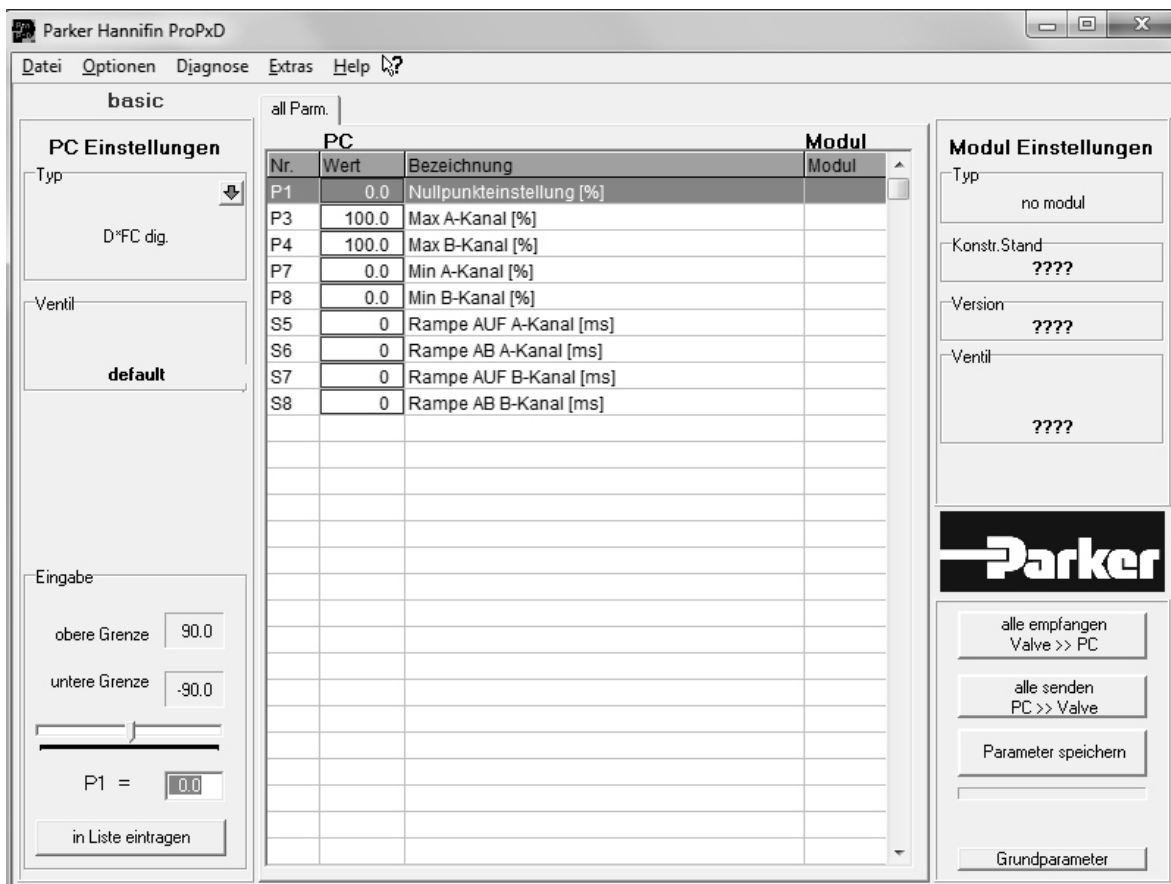 Parker Hannifin ProPxD
Datei Optionen Diagnose Extras Help
basic
PC Einstellungen
Typ
D*FC dig.
Ventil
default
Eingabe
obere Grenze 90.0
untere Grenze -90.0
P1 = 0.0
in Liste eintragen
all Parm.
PC Modul
Nr. Wert Bezeichnung Modul
P1 0.0 Nullpunkteinstellung [%]
P3 100.0 Max A-Kanal [%]
P4 100.0 Max B-Kanal [%]
P7 0.0 Min A-Kanal [%]
P8 0.0 Min B-Kanal [%]
S5 0 Rampe AUF A-Kanal [ms]
S6 0 Rampe AB A-Kanal [ms]
S7 0 Rampe AUF B-Kanal [ms]
S8 0 Rampe AB B-Kanal [ms]
Modul Einstellungen
Typ
no modul
Konstr.Stand
????
Version
????
Ventil
????
Parker
alle empfangen
Valve >> PC
alle senden
PC >> Valve
Parameter speichern
Grundparameter